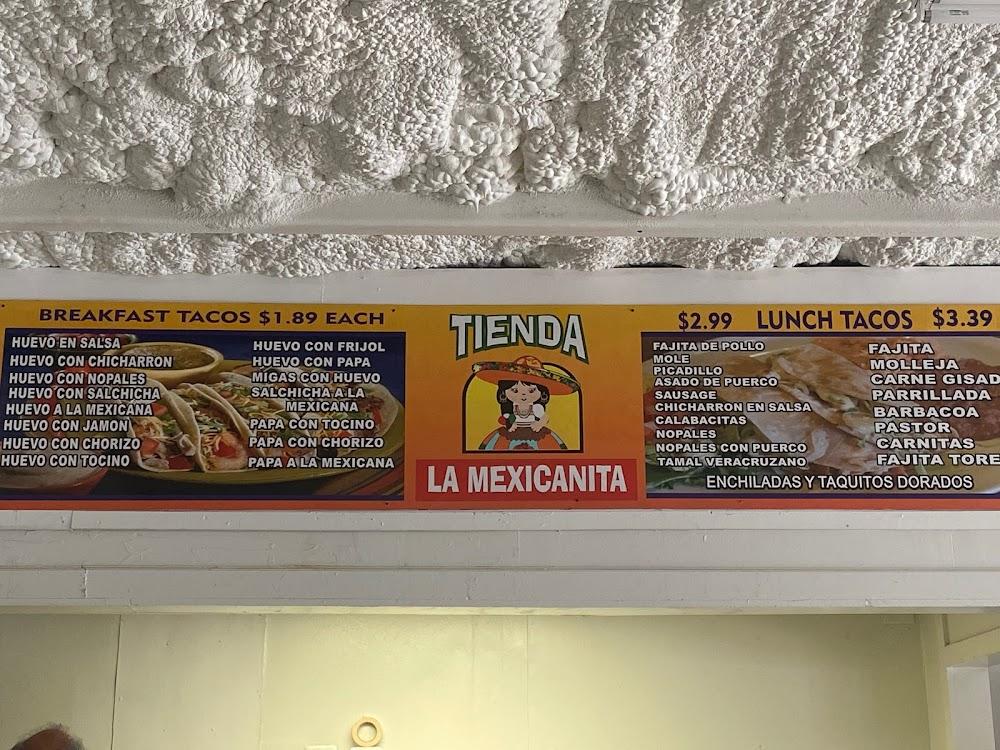 BREAKFAST TACOS $1.89 EACH
HUEVO EN SALSA
HUEVO CON CHICHARRON
HUEVO CON NOPALES
HUEVO CON SALCHICHA
HUEVO A LA MEXICANA
HUEVO CON JAMON
HUEVO CON CHORIZO
HUEVO CON TOCINO
HUEVO CON FRIJOL
HUEVO CON PAPA
MIGAS CON HUEVO
SALCHICHA A LA
MEXICANA
PAPA CON TOCINO
PAPA CON CHORIZO
PAPA A LA MEXICANA
TIENDA
LA MEXICANITA
$2.99 LUNCH TACOS $3.39
FAJITA DE POLLO
MOLE
PICADILLO
ASADO DE PUERCO
SAUSAGE
CHICHARRON EN SALSA
CALABACITAS
NOPALES
NOPALES CON PUERCO
TAMAL VERACRUZANO
FAJITA
MOLLEJA
CARNE GISAD
PARRILLADA
BARBACOA
PASTOR
CARNITAS
FAJITA TORE
ENCHILADAS Y TAQUITOS DORADOS